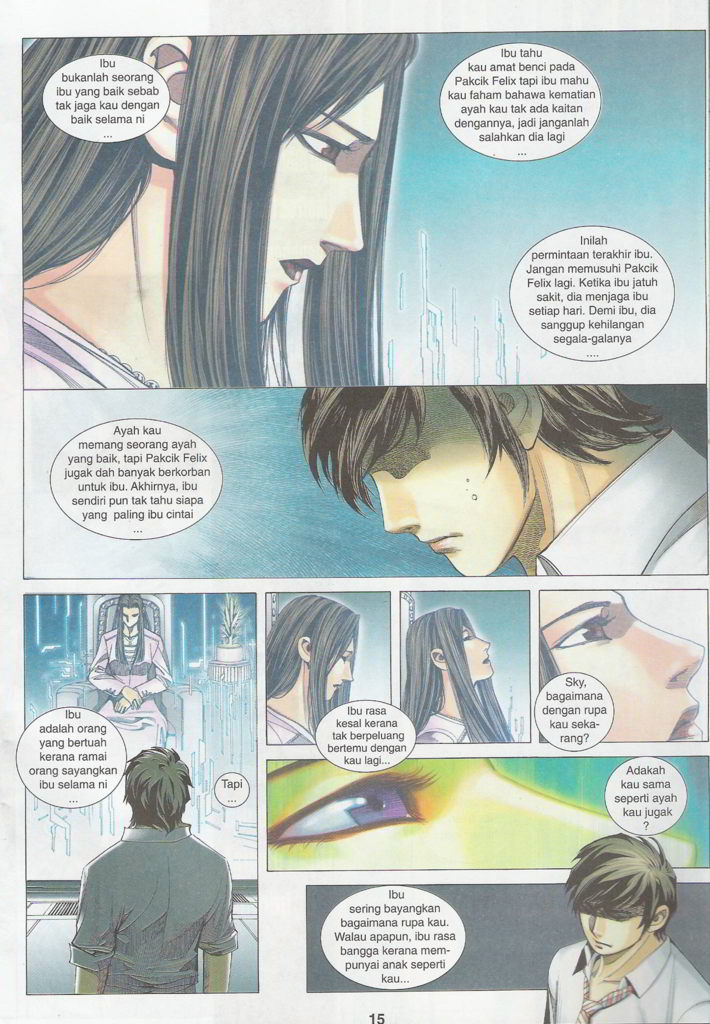 Ibu
bukanlah seorang
ibu yang baik sebab
tak jaga kau dengan
baik selama ni
...
Ibu tahu
kau amat benci pada
Pakcik Felix tapi ibu mahu
kau faham bahawa kematian
ayah kau tak ada kaitan
dengannya, jadi janganlah
salahkan dia lagi
...
Inilah
permintaan terakhir ibu.
Jangan memusuhi Pakcik
Felix lagi. Ketika ibu jatuh
sakit, dia menjaga ibu
setiap hari. Demi ibu, dia
sanggup kehilangan
segala-galanya
....
Ayah kau
memang seorang ayah
yang baik, tapi Pakcik Felix
jugak dah banyak berkorban
untuk ibu. Akhirnya, ibu
sendiri pun tak tahu siapa
yang paling ibu cintai
...
Ibu
adalah orang
yang bertuah
kerana ramai
orang sayangkan
ibu selama ni
...
Tapi
...
Ibu rasa
kesal kerana
tak berpeluang
bertemu dengan
kau lagi...
Sky,
bagaimana
dengan rupa
kau seka-
rang?
Adakah
kau sama
seperti ayah
kau jugak
?
Ibu
sering bayangkan
bagaimana rupa kau.
Walau apapun, ibu rasa
bangga kerana mem-
punyai anak seperti
kau...
15